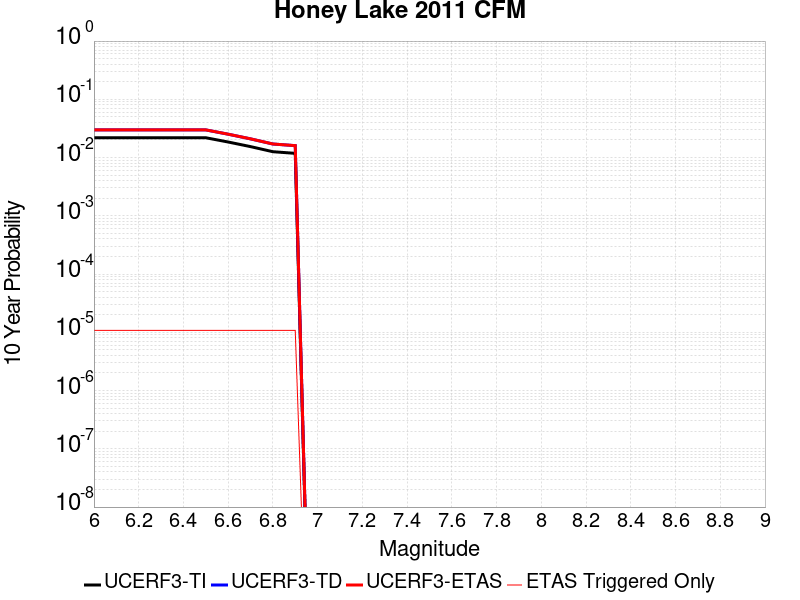 Honey Lake 2011 CFM
10 Year Probability
10^0
10^-1
10^-2
10^-3
10^-4
10^-5
10^-6
10^-7
10^-8
6 6.2 6.4 6.6 6.8 7 7.2 7.4 7.6 7.8 8 8.2 8.4 8.6 8.8 9
Magnitude
UCERF3-TI UCERF3-TD UCERF3-ETAS ETAS Triggered Only